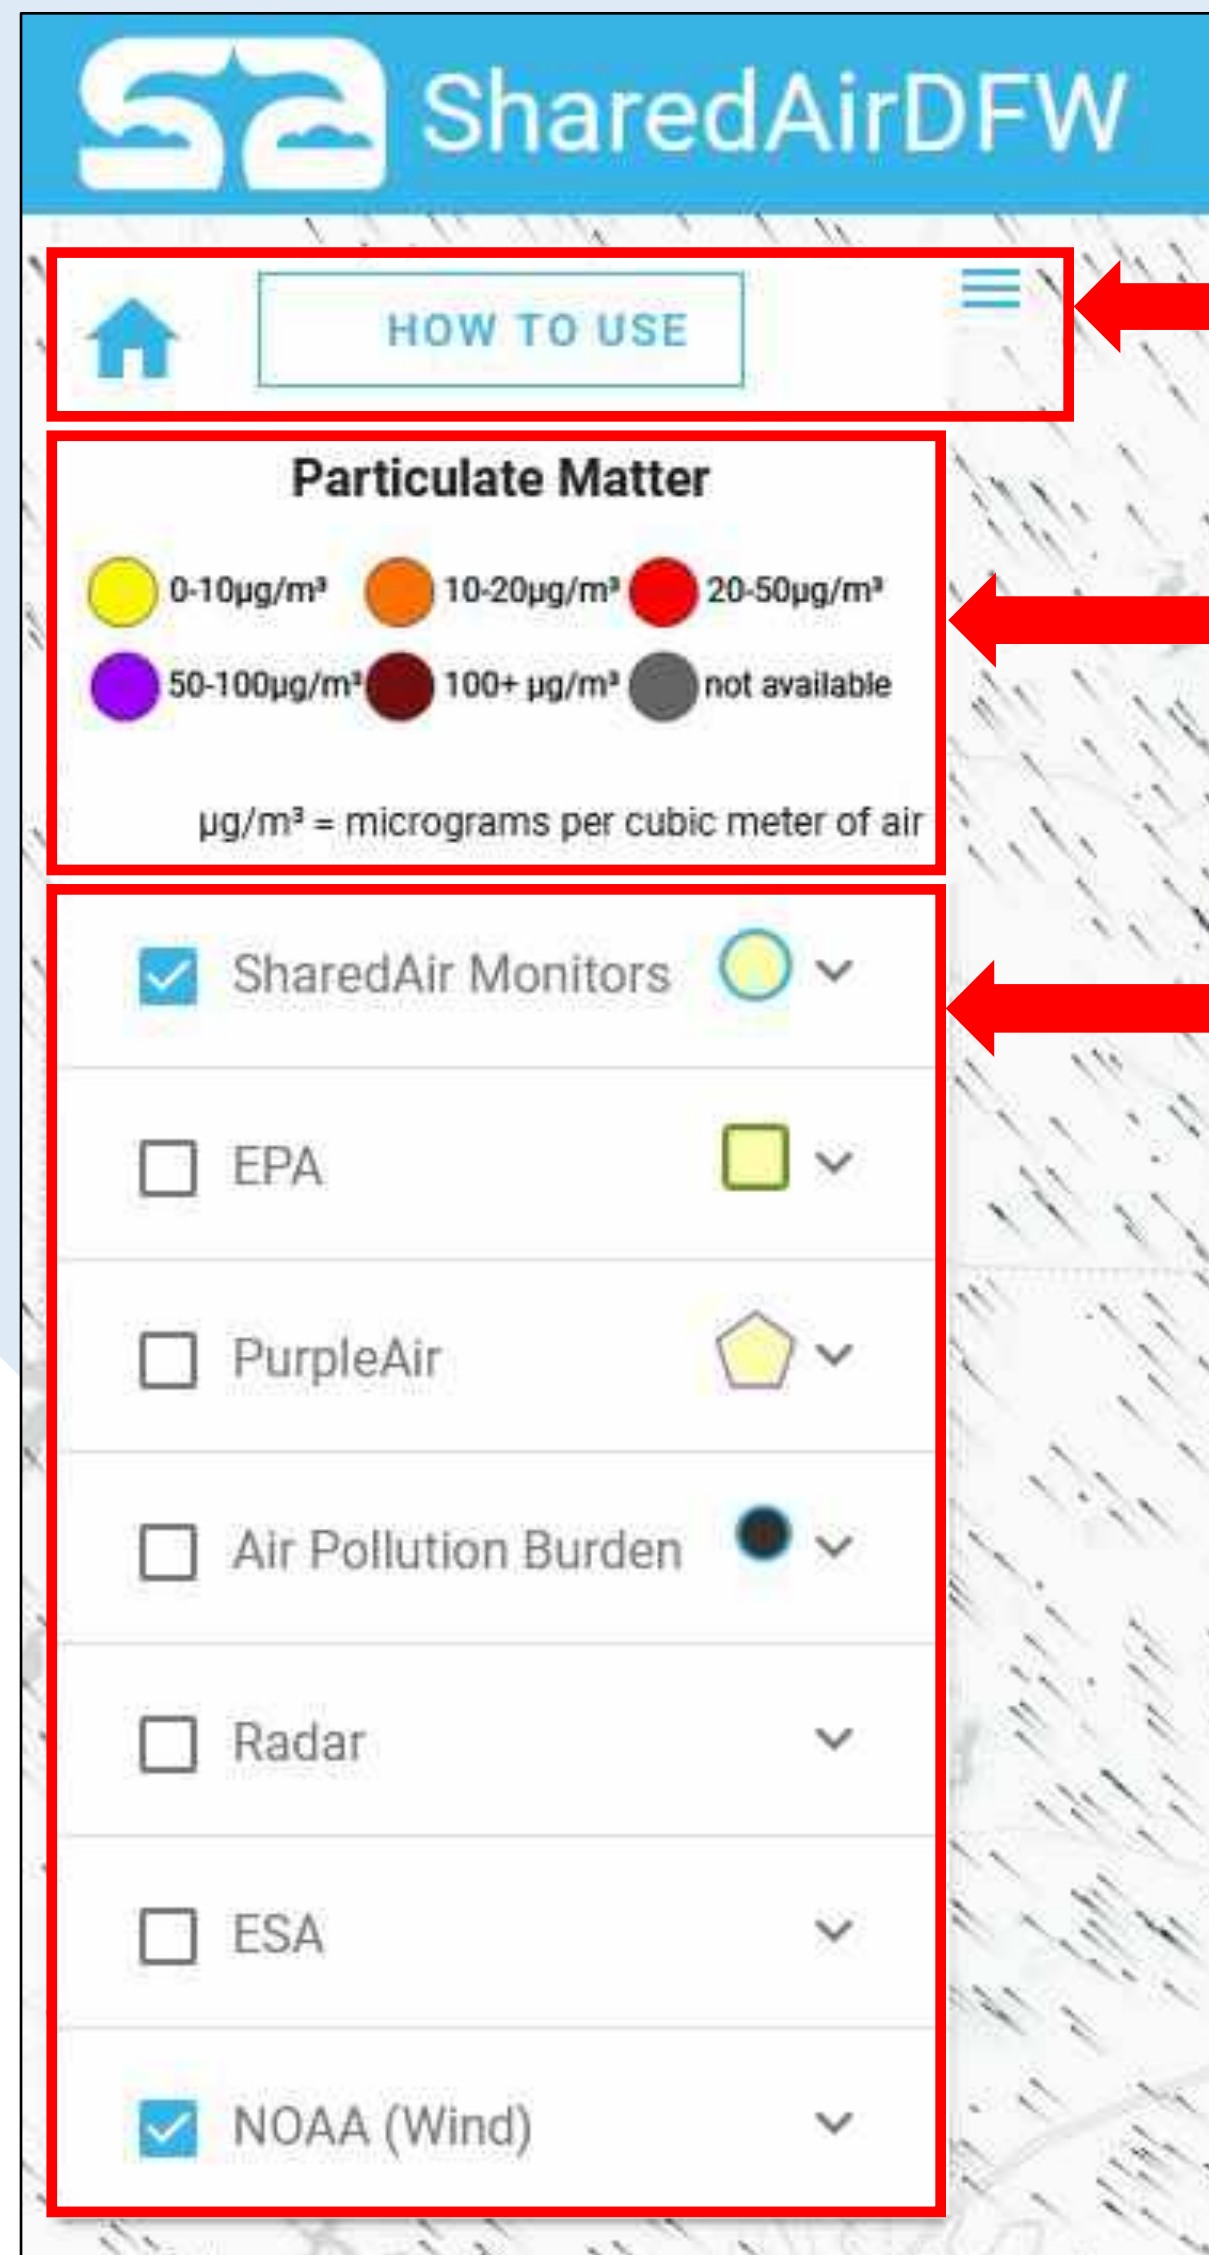 sa SharedAirDFW
HOW TO USE
Particulate Matter
0-10µg/m³ 10-20µg/m³ 20-50µg/m³
50-100µg/m³ 100+ µg/m³ not available
µg/m³ = micrograms per cubic meter of air
SharedAir Monitors
EPA
PurpleAir
Air Pollution Burden
Radar
ESA
NOAA (Wind)